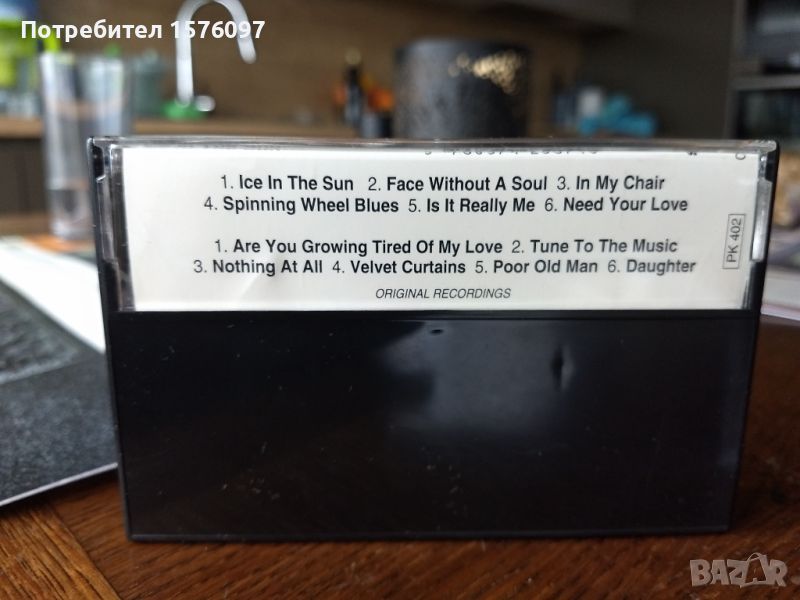 Потребител 1576097
1. Ice In The Sun 2. Face Without A Soul 3. In My Chair
4. Spinning Wheel Blues 5. Is It Really Me 6. Need Your Love
1. Are You Growing Tired Of My Love 2. Tune To The Music
3. Nothing At All 4. Velvet Curtains 5. Poor Old Man 6. Daughter
ORIGINAL RECORDINGS
PK 402
BAZAR